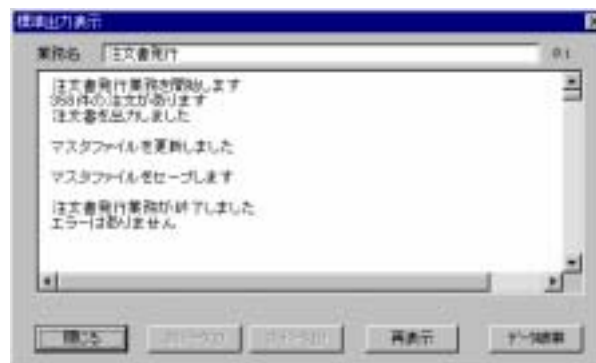 標準出力表示
業務名 注文書発行
注文書発行業務を開始します
358件の注文があります
注文書を出力しました
マスタファイルを更新しました
マスタファイルをセーブします
注文書発行業務が終了しました
エラーはありません
閉じる 再表示